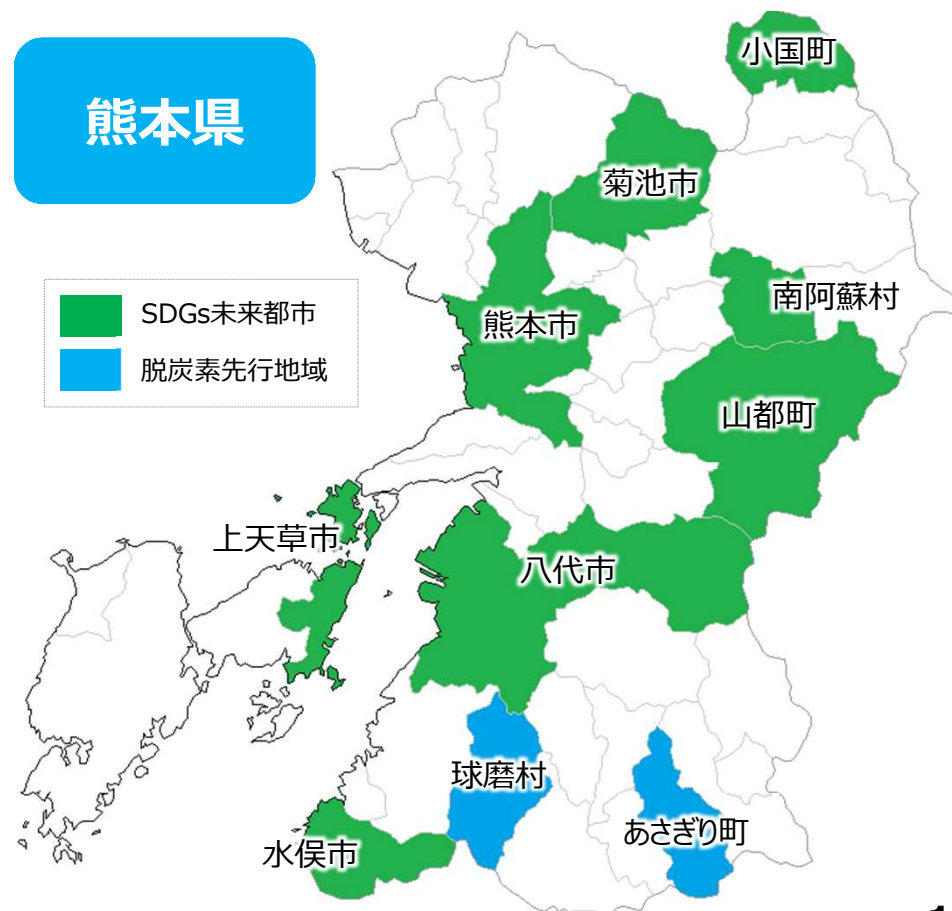 熊本県
SDGs未来都市
脱炭素先行地域
小国町
菊池市
南阿蘇村
熊本市
山都町
上天草市
八代市
球磨村
あさぎり町
水俣市